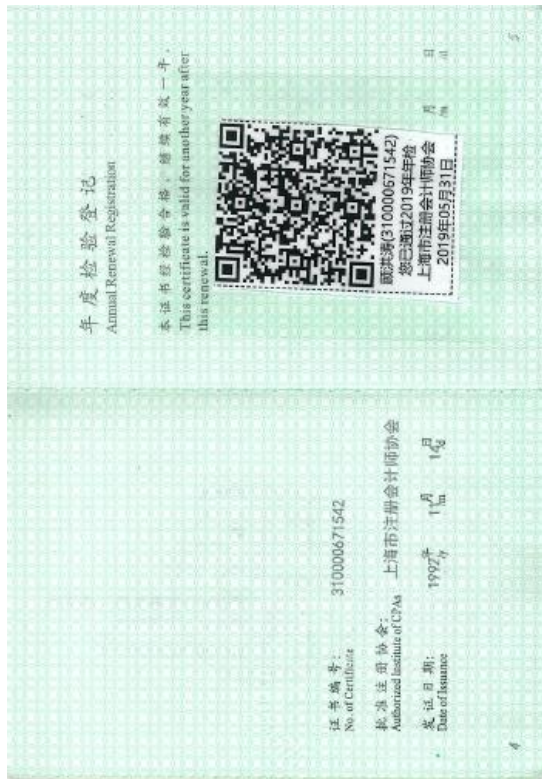 证书编号: 310000671542
No. of Certificate
批准注册协会: 上海市注册会计师协会
Authorized Institute of CPAs
发证日期: 1992年 11月 14日
Date of Issuance /y /m /d
4
年度检验登记
Annual Renewal Registration
本证书经检验合格,继续有效一年。
This certificate is valid for another year after
this renewal.
顾洪涛(310000671542)
您已通过2019年年检
上海市注册会计师协会
2019年05月31日
月 日
/m /d
5